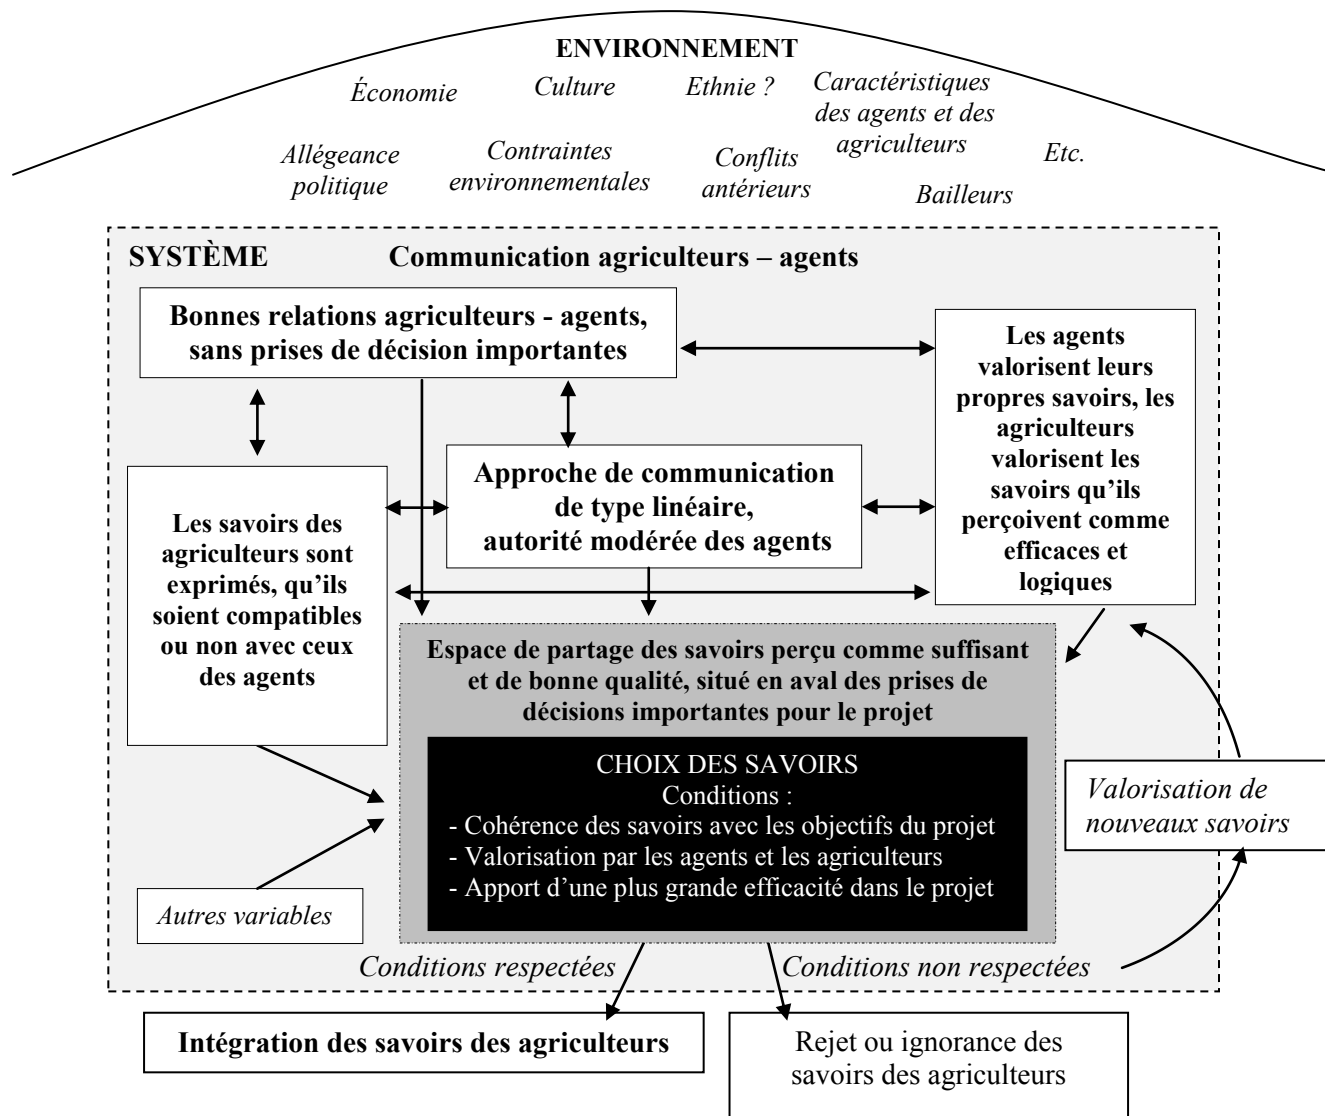 ENVIRONNEMENT
Économie
Culture
Ethnie ?
Caractéristiques
des agents et des
agriculteurs
Allégeance
politique
Contraintes
environnementales
Conflits
antérieurs
Etc.
Bailleurs
SYSTÈME
Communication agriculteurs – agents
Bonnes relations agriculteurs - agents,
sans prises de décision importantes
Les agents
valorisent leurs
propres savoirs, les
agriculteurs
valorisent les
savoirs qu’ils
perçoivent comme
efficaces et
logiques
Approche de communication
de type linéaire,
autorité modérée des agents
Les savoirs des
agriculteurs sont
exprimés, qu’ils
soient compatibles
ou non avec ceux
des agents
Espace de partage des savoirs perçu comme suffisant
et de bonne qualité, situé en aval des prises de
décisions importantes pour le projet
CHOIX DES SAVOIRS
Conditions :
- Cohérence des savoirs avec les objectifs du projet
- Valorisation par les agents et les agriculteurs
- Apport d’une plus grande efficacité dans le projet
Valorisation de
nouveaux savoirs
Autres variables
Conditions respectées
Conditions non respectées
Intégration des savoirs des agriculteurs
Rejet ou ignorance des
savoirs des agriculteurs